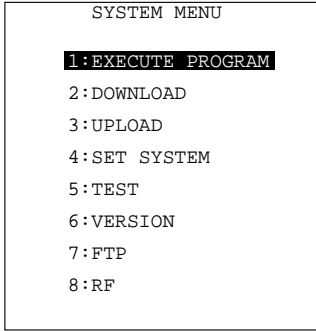 SYSTEM MENU
1:EXECUTE PROGRAM
2:DOWNLOAD
3:UPLOAD
4:SET SYSTEM
5:TEST
6:VERSION
7:FTP
8:RF